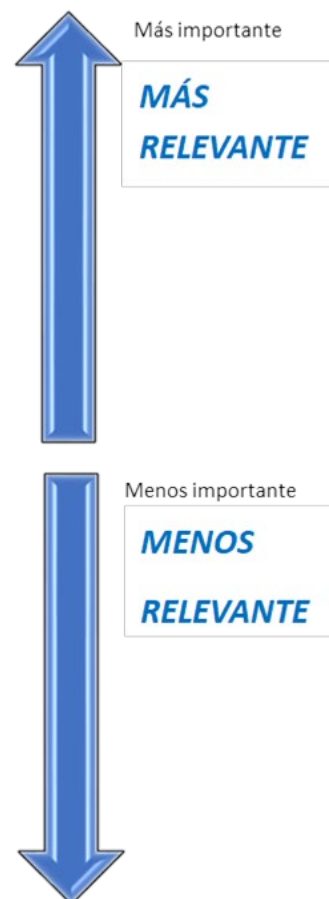 Más importante
MÁS
RELEVANTE
Menos importante
MENOS
RELEVANTE